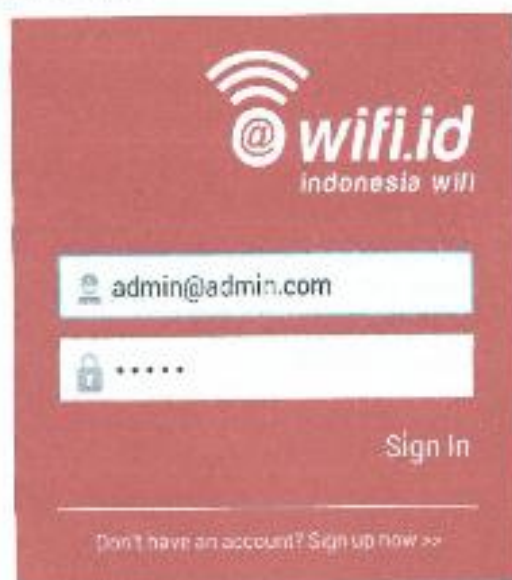 @ wifi.id
indonesia wifi
admin@admin.com
•••••
Sign In
Don't have an account? Sign up now >>